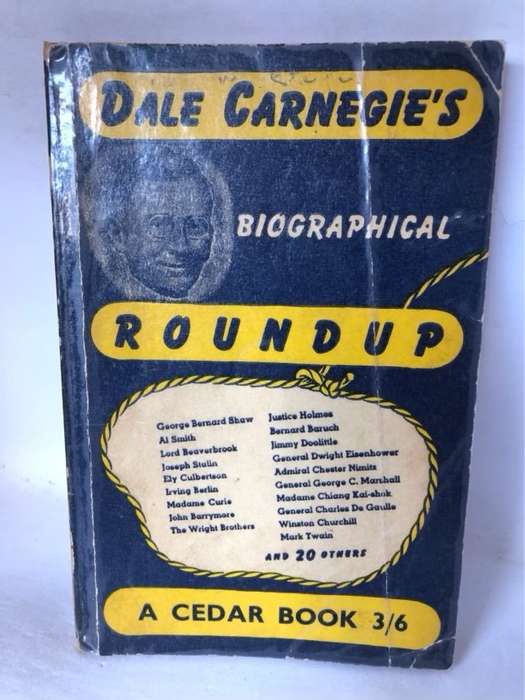 DALE CARNEGIE'S
BIOGRAPHICAL
ROUNDUP
George Bernard Shaw
Al Smith
Lord Beaverbrook
Joseph Stalin
Ely Culbertson
Irving Berlin
Madame Curie
John Barrymore
The Wright Brothers
Justice Holmes
Bernard Baruch
Jimmy Doolittle
General Dwight Eisenhower
Admiral Chester Nimitz
General George C. Marshall
Madame Chiang Kai-shek
General Charles De Gaulle
Winston Churchill
Mark Twain
AND 20 OTHERS
A CEDAR BOOK 3/6